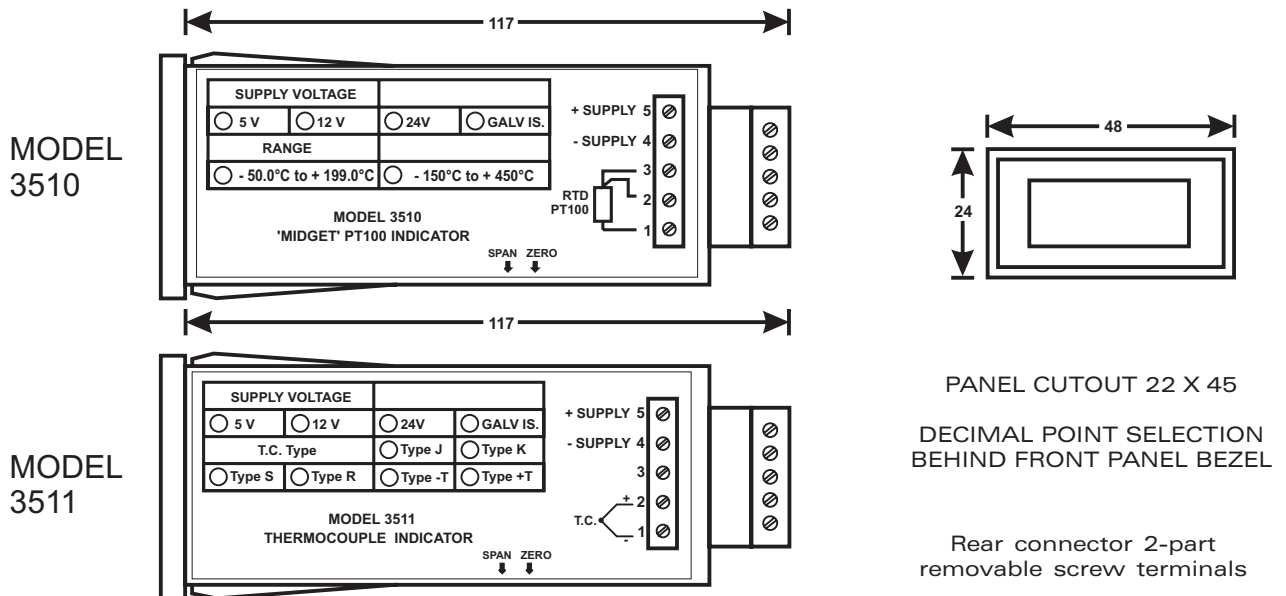 117
MODEL
3510
SUPPLY VOLTAGE
5 V 12 V 24V GALV IS.
RANGE
- 50.0°C to + 199.0°C - 150°C to + 450°C
MODEL 3510
'MIDGET' PT100 INDICATOR
SPAN ZERO
+ SUPPLY 5
- SUPPLY 4
3
RTD
PT100
2
1
48
24
117
MODEL
3511
SUPPLY VOLTAGE
5 V 12 V 24V GALV IS.
T.C. Type Type J Type K
Type S Type R Type -T Type +T
MODEL 3511
THERMOCOUPLE INDICATOR
SPAN ZERO
+ SUPPLY 5
- SUPPLY 4
3
+ 2
T.C.
- 1
PANEL CUTOUT 22 X 45
DECIMAL POINT SELECTION
BEHIND FRONT PANEL BEZEL
Rear connector 2-part
removable screw terminals